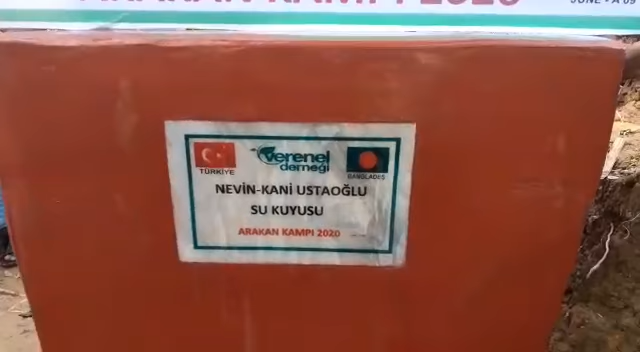 TÜRKİYE
verenel
derneği
BANGLADEŞ
NEVİN-KANİ USTAOĞLU
SU KUYUSU
ARAKAN KAMPI 2020